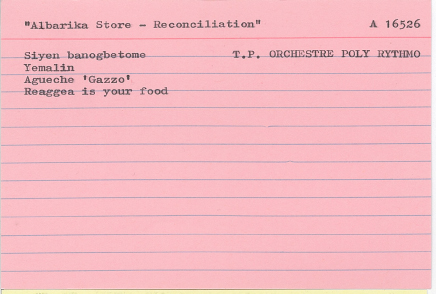 "Albarika Store - Reconciliation" A 16526
Siyen banogbetome T.P. ORCHESTRE POLY RYTHMO
Yemalin
Agueche 'Gazzo'
Reaggea is your food